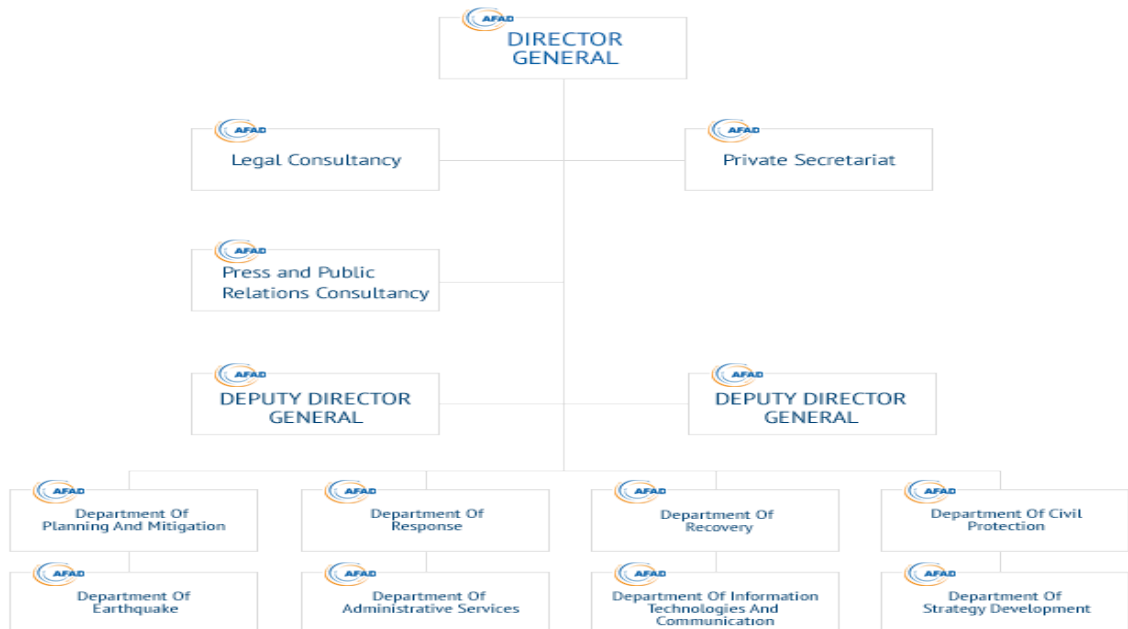 AFAD
DIRECTOR
GENERAL
AFAD
Legal Consultancy
AFAD
Private Secretariat
AFAD
Press and Public
Relations Consultancy
AFAD
DEPUTY DIRECTOR
GENERAL
AFAD
DEPUTY DIRECTOR
GENERAL
AFAD
Department Of
Planning And Mitigation
AFAD
Department Of
Response
AFAD
Department Of
Recovery
AFAD
Department Of Civil
Protection
AFAD
Department Of
Earthquake
AFAD
Department Of
Administrative Services
AFAD
Department Of Information
Technologies And
Communication
AFAD
Department Of
Strategy Development